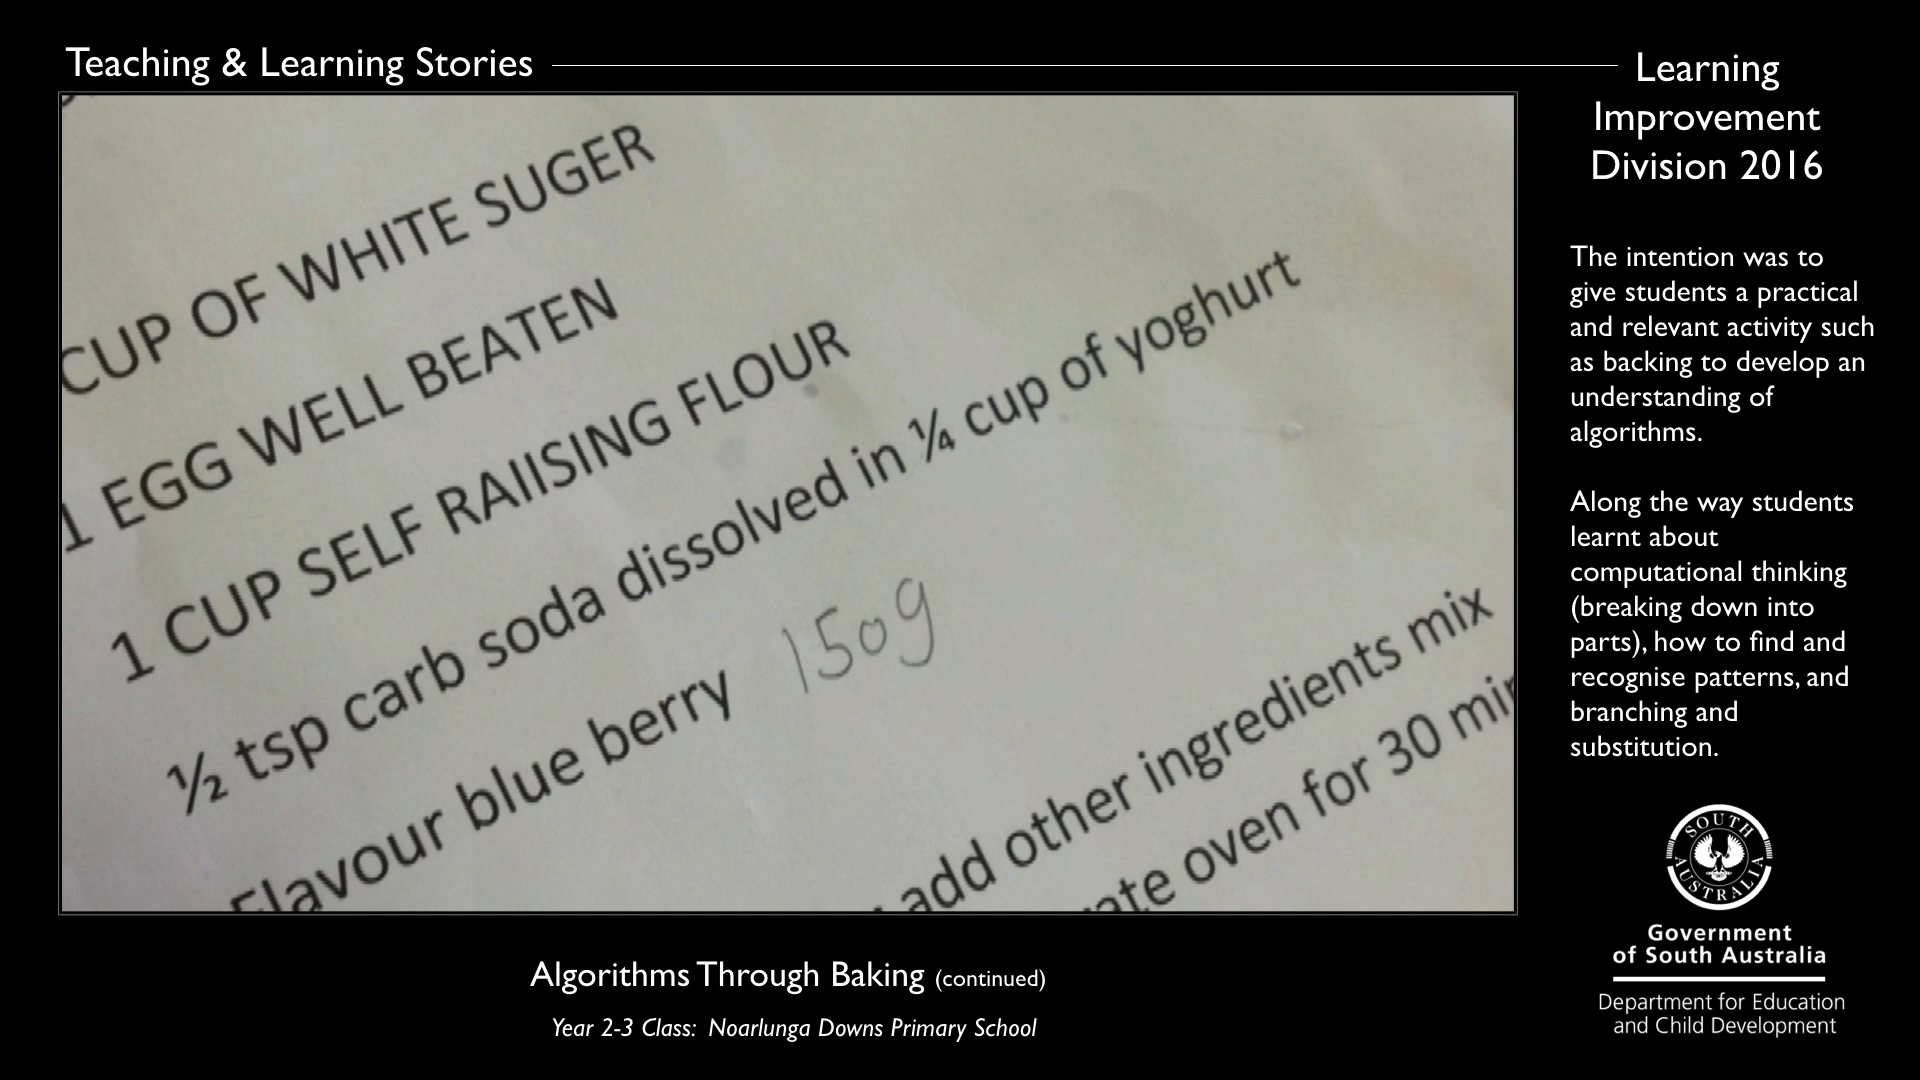 Teaching & Learning Stories
Learning
Improvement
Division 2016
CUP OF WHITE SUGER
1 EGG WELL BEATEN
1 CUP SELF RAIISING FLOUR
½ tsp carb soda dissolved in ¼ cup of yoghurt
Flavour blue berry 150g
add other ingredients mix
oven for 30
The intention was to
give students a practical
and relevant activity such
as backing to develop an
understanding of
algorithms.
Along the way students
learnt about
computational thinking
(breaking down into
parts), how to find and
recognise patterns, and
branching and
substitution.
SOUTH
AUSTRALIA
Government
of South Australia
Department for Education
and Child Development
Algorithms Through Baking (continued)
Year 2-3 Class: Noarlunga Downs Primary School